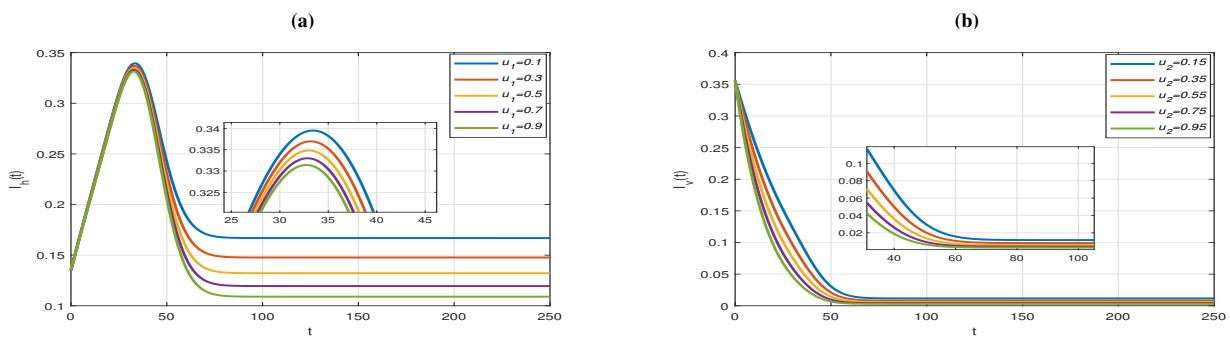 (a)
0.35
0.3
0.25
0.2
0.15
0.1
I_h(t)
0 50 100 150 200 250
t
u_1=0.1
u_1=0.3
u_1=0.5
u_1=0.7
u_1=0.9
0.34
0.335
0.33
0.325
25 30 35 40 45
(b)
0.4
0.35
0.3
0.25
0.2
0.15
0.1
0.05
0
I_v(t)
0 50 100 150 200 250
t
u_2=0.15
u_2=0.35
u_2=0.55
u_2=0.75
u_2=0.95
0.1
0.08
0.06
0.04
0.02
40 60 80 100